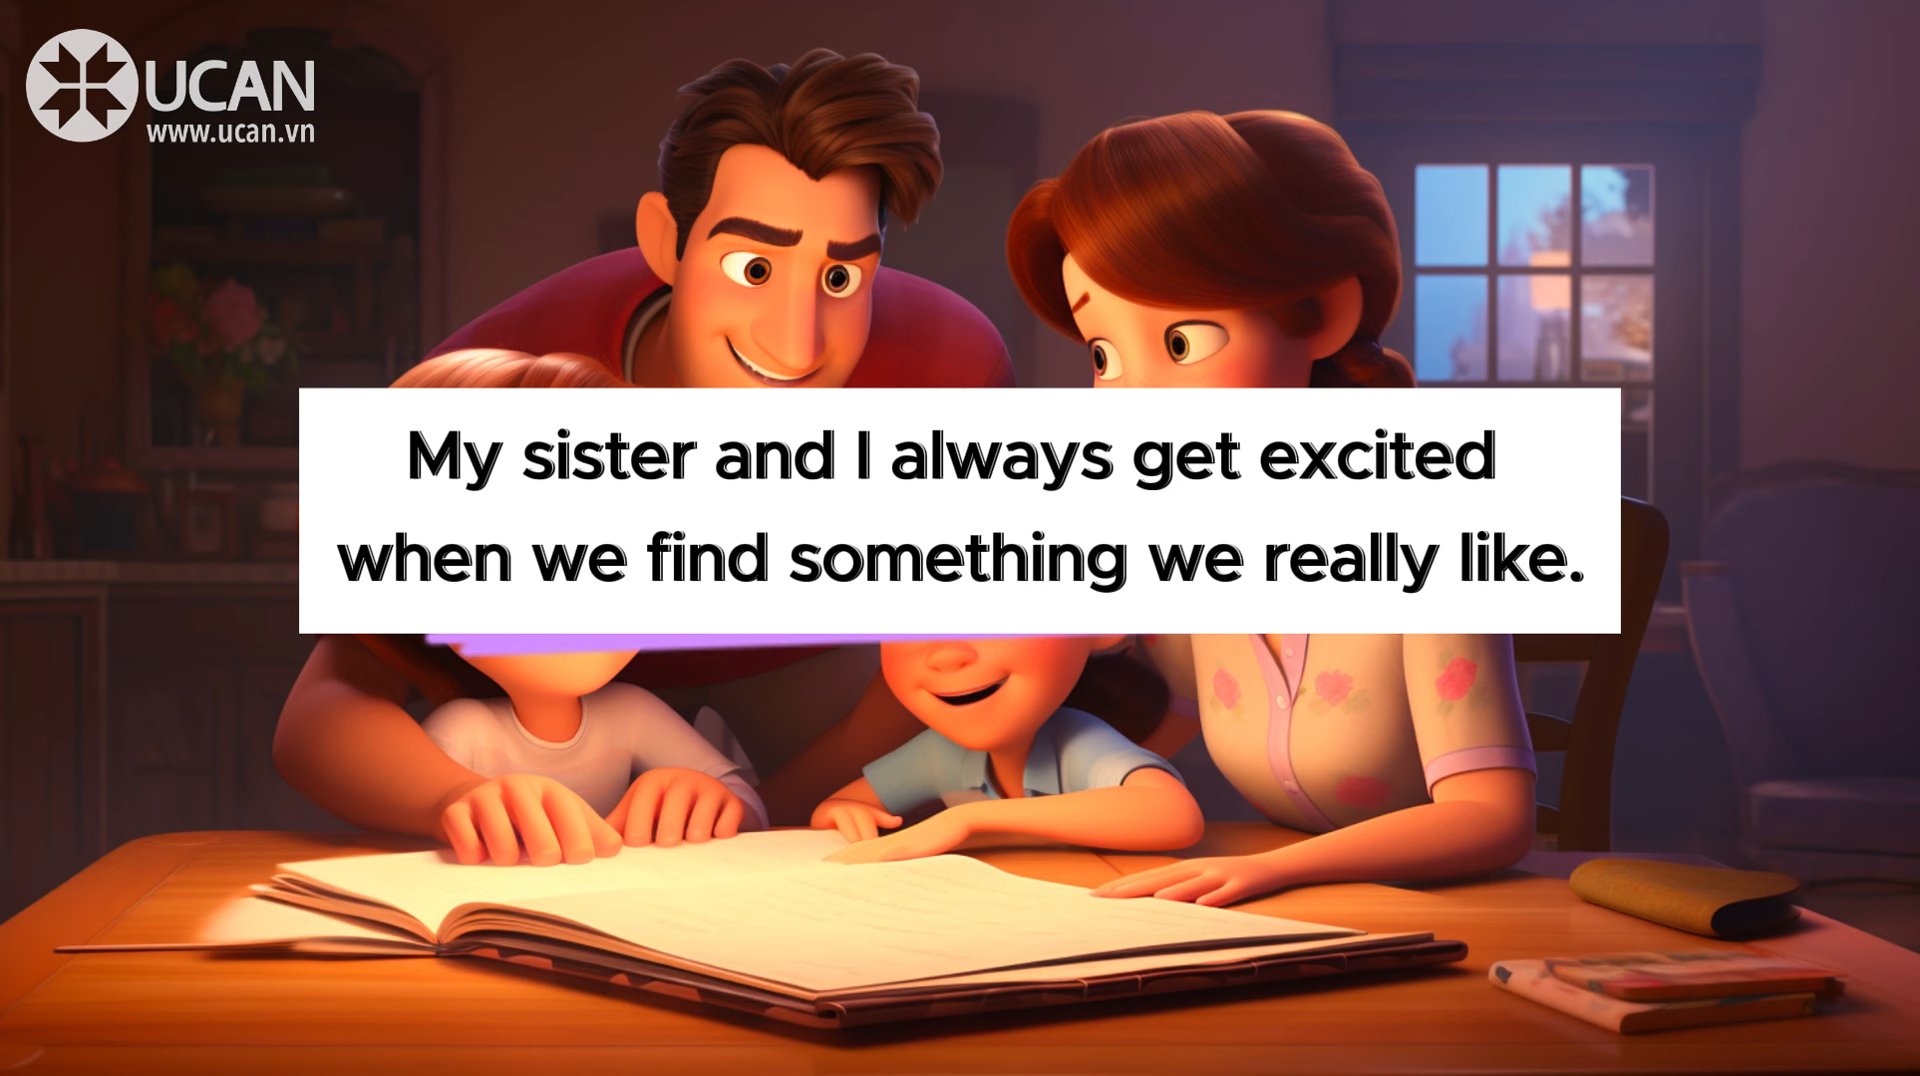 UCAN
www.ucan.vn
My sister and I always get excited
when we find something we really like.